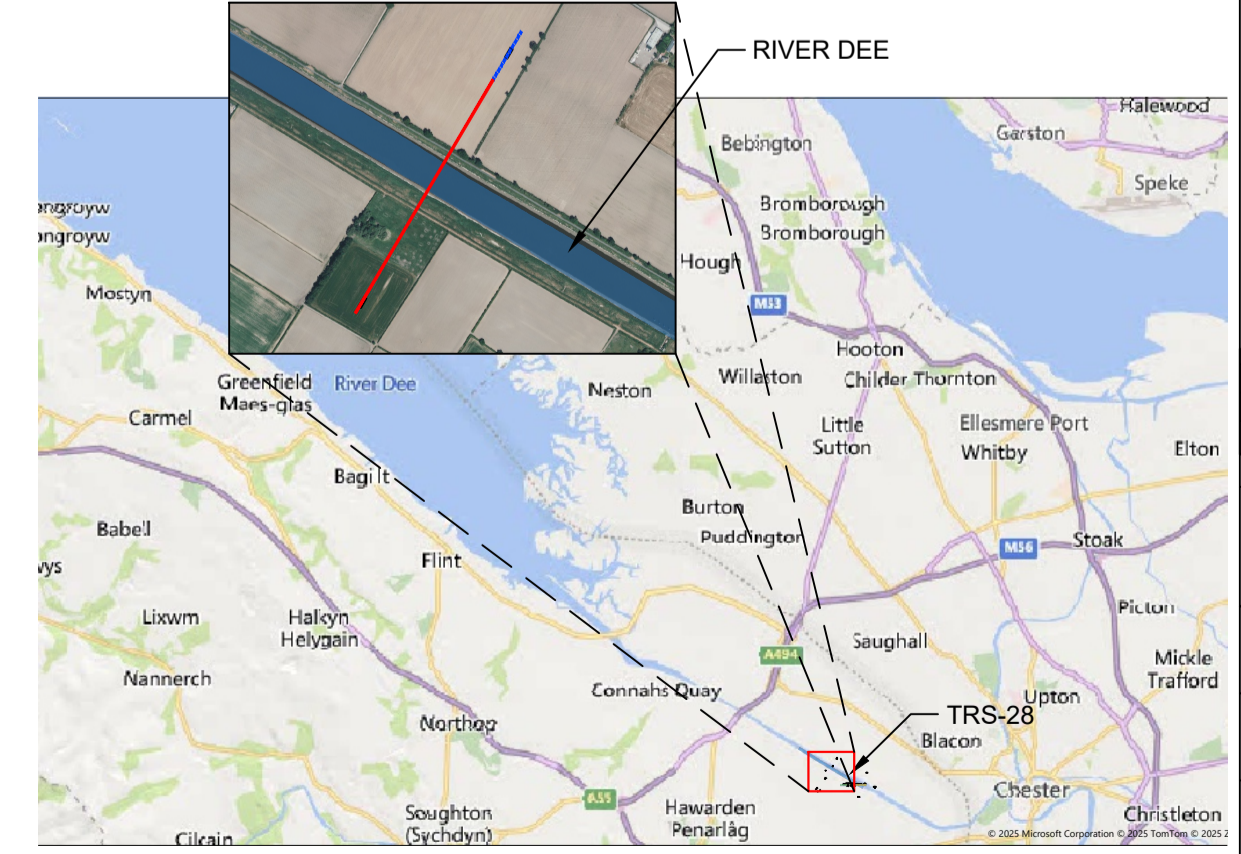 RIVER DEE
Halewood
Garston
Bebington
Speke
Bromborough
Bromborough
Hough
Mostyn
M53
Hooton
Greenfield
Maes-glas
River Dee
Neston
Willaston
Childer Thornton
Carmel
Little
Sutton
Ellesmere Port
Whitby
Elton
Bagillt
Burton
Puddington
Babell
Flint
M56
Stoak
Lixwm
Halkyn
Helygain
Picton
Saughall
A494
Nannerch
Connahs Quay
Mickle
Trafford
Upton
Northop
TRS-28
Blacon
A55
Chester
Soughton
(Sychdyn)
Hawarden
Penarlâg
Christleton
Cilcain
© 2025 Microsoft Corporation © 2025 TomTom © 2025 Z